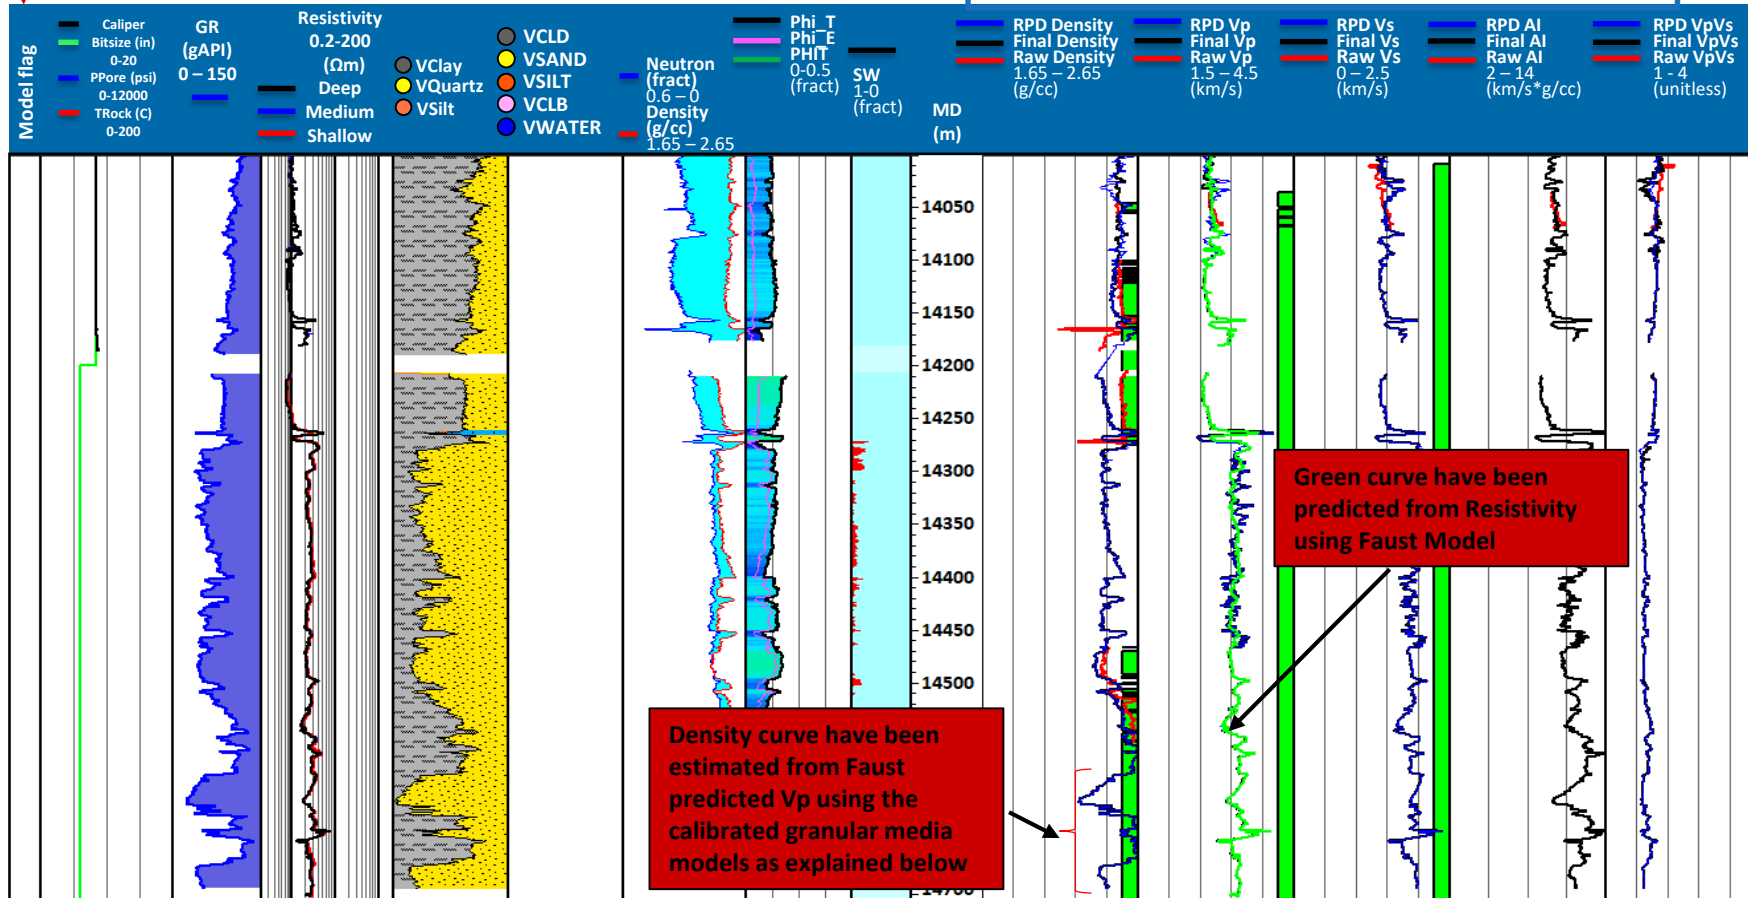 Model flag
Caliper
Bitsize (in)
0-20
PPore (psi)
0-12000
TRock (C)
0-200
GR
(gAPI)
0 – 150
Resistivity
0.2-200
(Ωm)
Deep
Medium
Shallow
VClay
VQuartz
VSilt
VCLD
VSAND
VSILT
VCLB
VWATER
Neutron
(fract)
0.6 – 0
Density
(g/cc)
1.65 – 2.65
Phi_T
Phi_E
PHIT
0-0.5
(fract)
SW
1-0
(fract)
MD
(m)
RPD Density
Final Density
Raw Density
1.65 – 2.65
(g/cc)
RPD Vp
Final Vp
Raw Vp
1.5 – 4.5
(km/s)
RPD Vs
Final Vs
Raw Vs
0 – 2.5
(km/s)
RPD AI
Final AI
Raw AI
2 – 14
(km/s*g/cc)
RPD VpVs
Final VpVs
Raw VpVs
1 - 4
(unitless)
14050
14100
14150
14200
14250
14300
14350
14400
14450
14500
14700
Green curve have been
predicted from Resistivity
using Faust Model
Density curve have been
estimated from Faust
predicted Vp using the
calibrated granular media
models as explained below